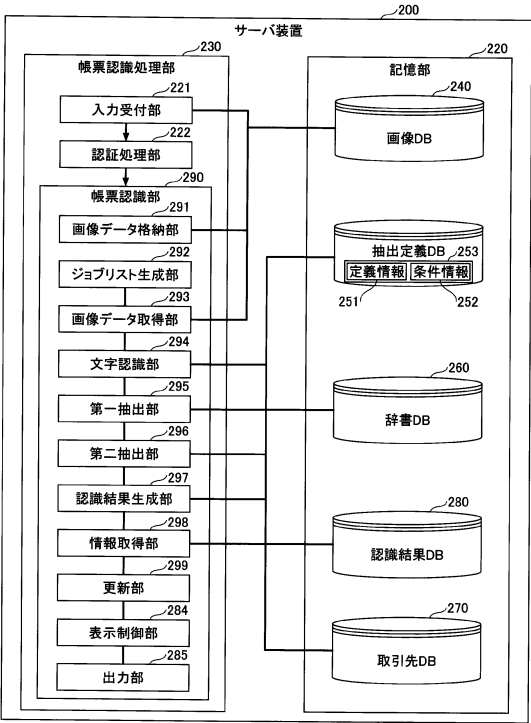 200
サーバ装置
230
帳票認識処理部
221
入力受付部
222
認証処理部
290
帳票認識部
291
画像データ格納部
292
ジョブリスト生成部
293
画像データ取得部
294
文字認識部
295
第一抽出部
296
第二抽出部
297
認識結果生成部
298
情報取得部
299
更新部
284
表示制御部
285
出力部
220
記憶部
240
画像DB
抽出定義DB
253
定義情報 条件情報
251 252
260
辞書DB
280
認識結果DB
270
取引先DB